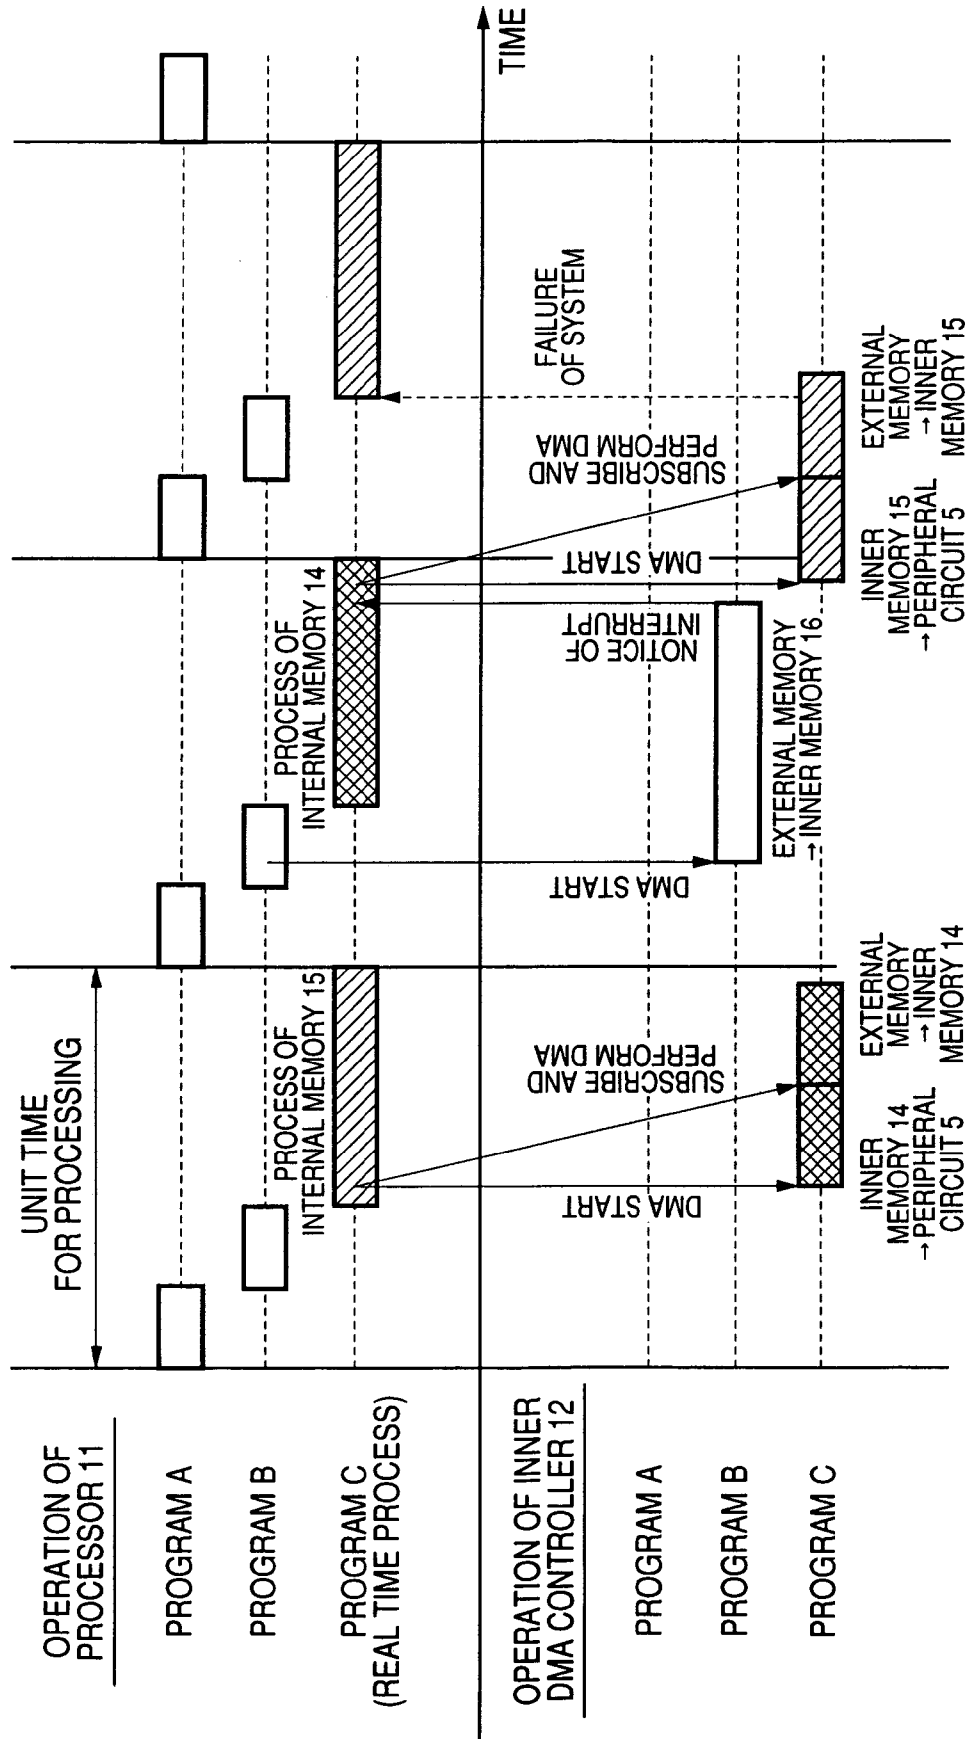 OPERATION OF
PROCESSOR 11
PROGRAM A
PROGRAM B
PROGRAM C
(REAL TIME PROCESS)
UNIT TIME
FOR PROCESSING
PROCESS OF
INTERNAL MEMORY 15
PROCESS OF
INTERNAL MEMORY 14
TIME
OPERATION OF INNER
DMA CONTROLLER 12
PROGRAM A
PROGRAM B
PROGRAM C
DMA START
SUBSCRIBE AND
PERFORM DMA
INNER
MEMORY 14
→PERIPHERAL
CIRCUIT 5
EXTERNAL
MEMORY
→INNER
MEMORY 14
DMA START
EXTERNAL MEMORY
→INNER MEMORY 16
NOTICE OF
INTERRUPT
DMA START
SUBSCRIBE AND
PERFORM DMA
FAILURE
OF SYSTEM
INNER
MEMORY 15
→PERIPHERAL
CIRCUIT 5
EXTERNAL
MEMORY
→INNER
MEMORY 15